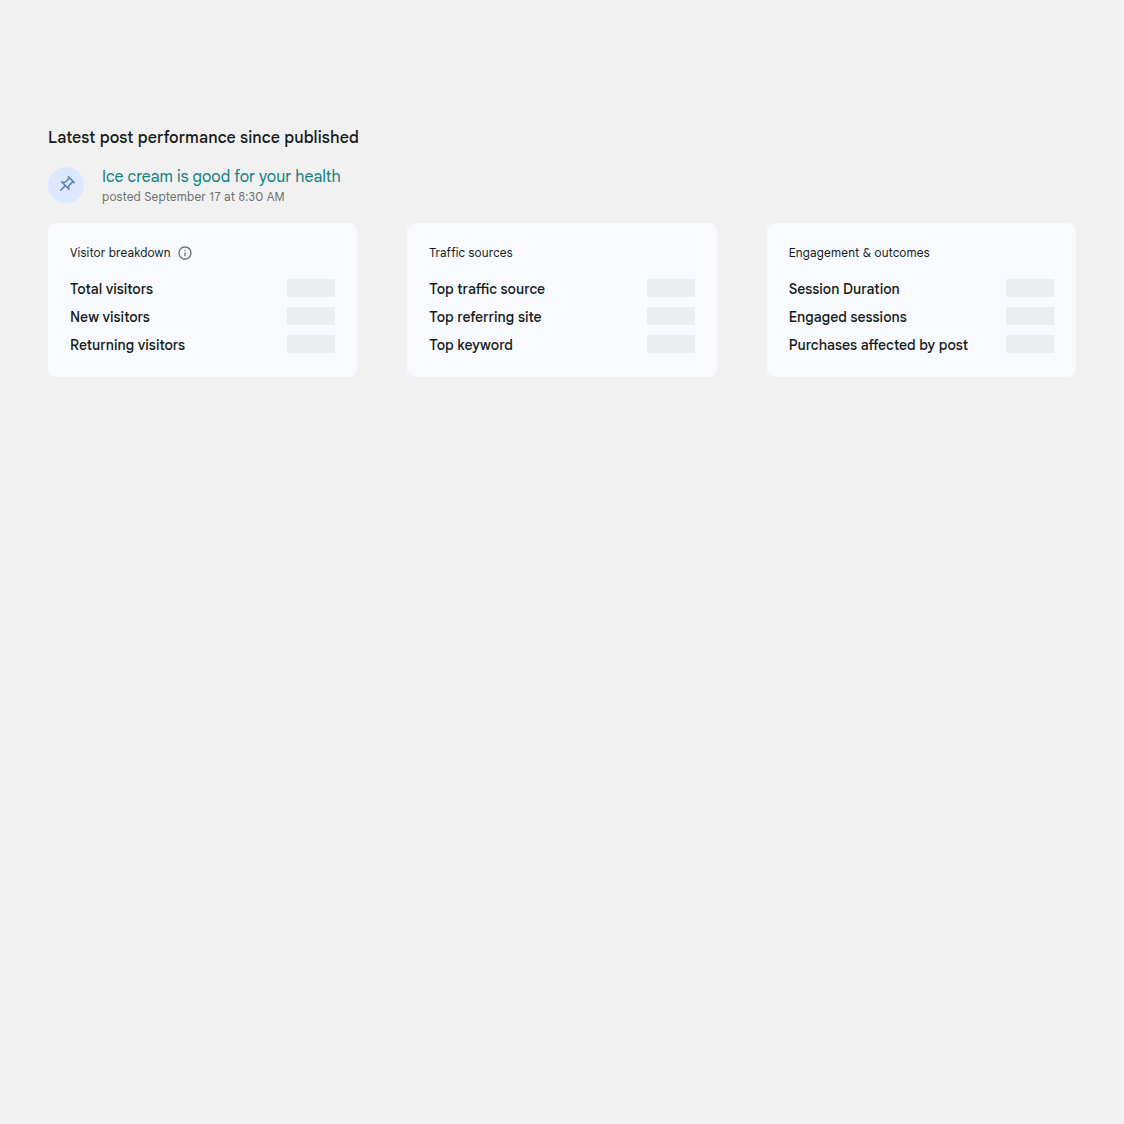 Latest post performance since published
Ice cream is good for your health
posted September 17 at 8:30 AM
Visitor breakdown
Total visitors
New visitors
Returning visitors
Traffic sources
Top traffic source
Top referring site
Top keyword
Engagement & outcomes
Session Duration
Engaged sessions
Purchases affected by post